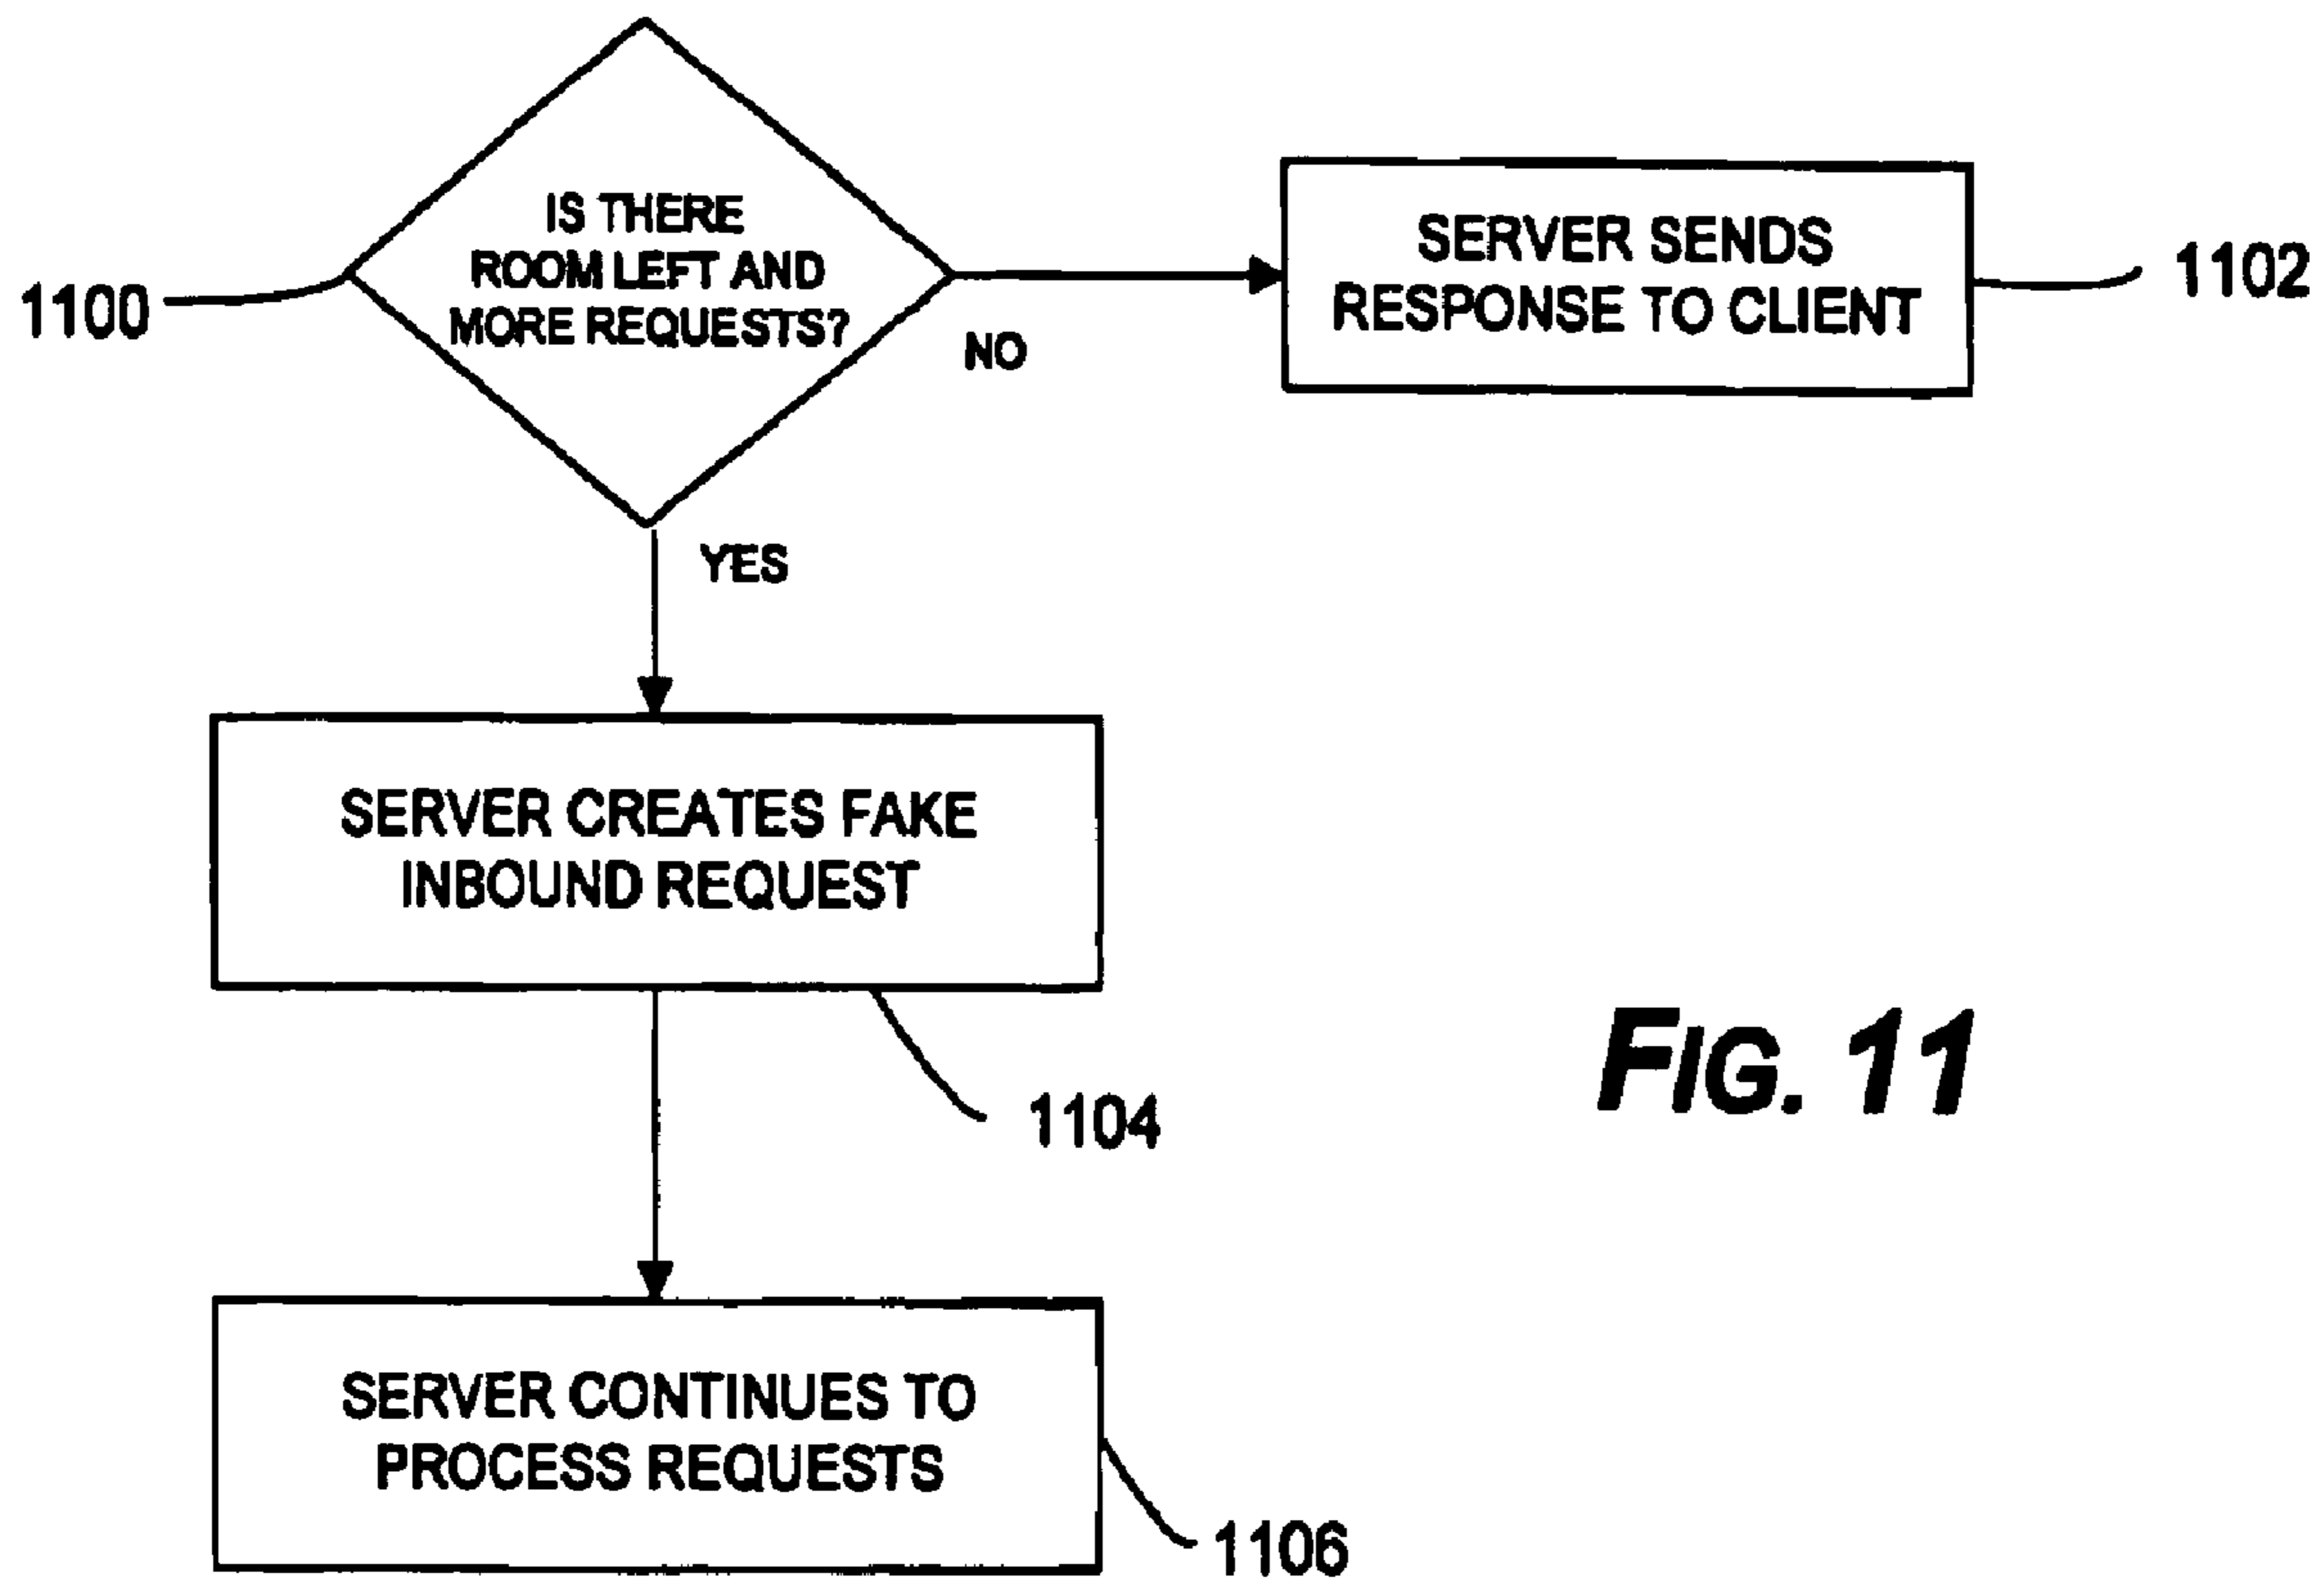 IS THERE
ROOM LEFT AND
MORE REQUESTS?
1100
NO
SERVER SENDS
RESPONSE TO CLIENT
1102
YES
SERVER CREATES FAKE
INBOUND REQUEST
1104
FIG. 11
SERVER CONTINUES TO
PROCESS REQUESTS
1106